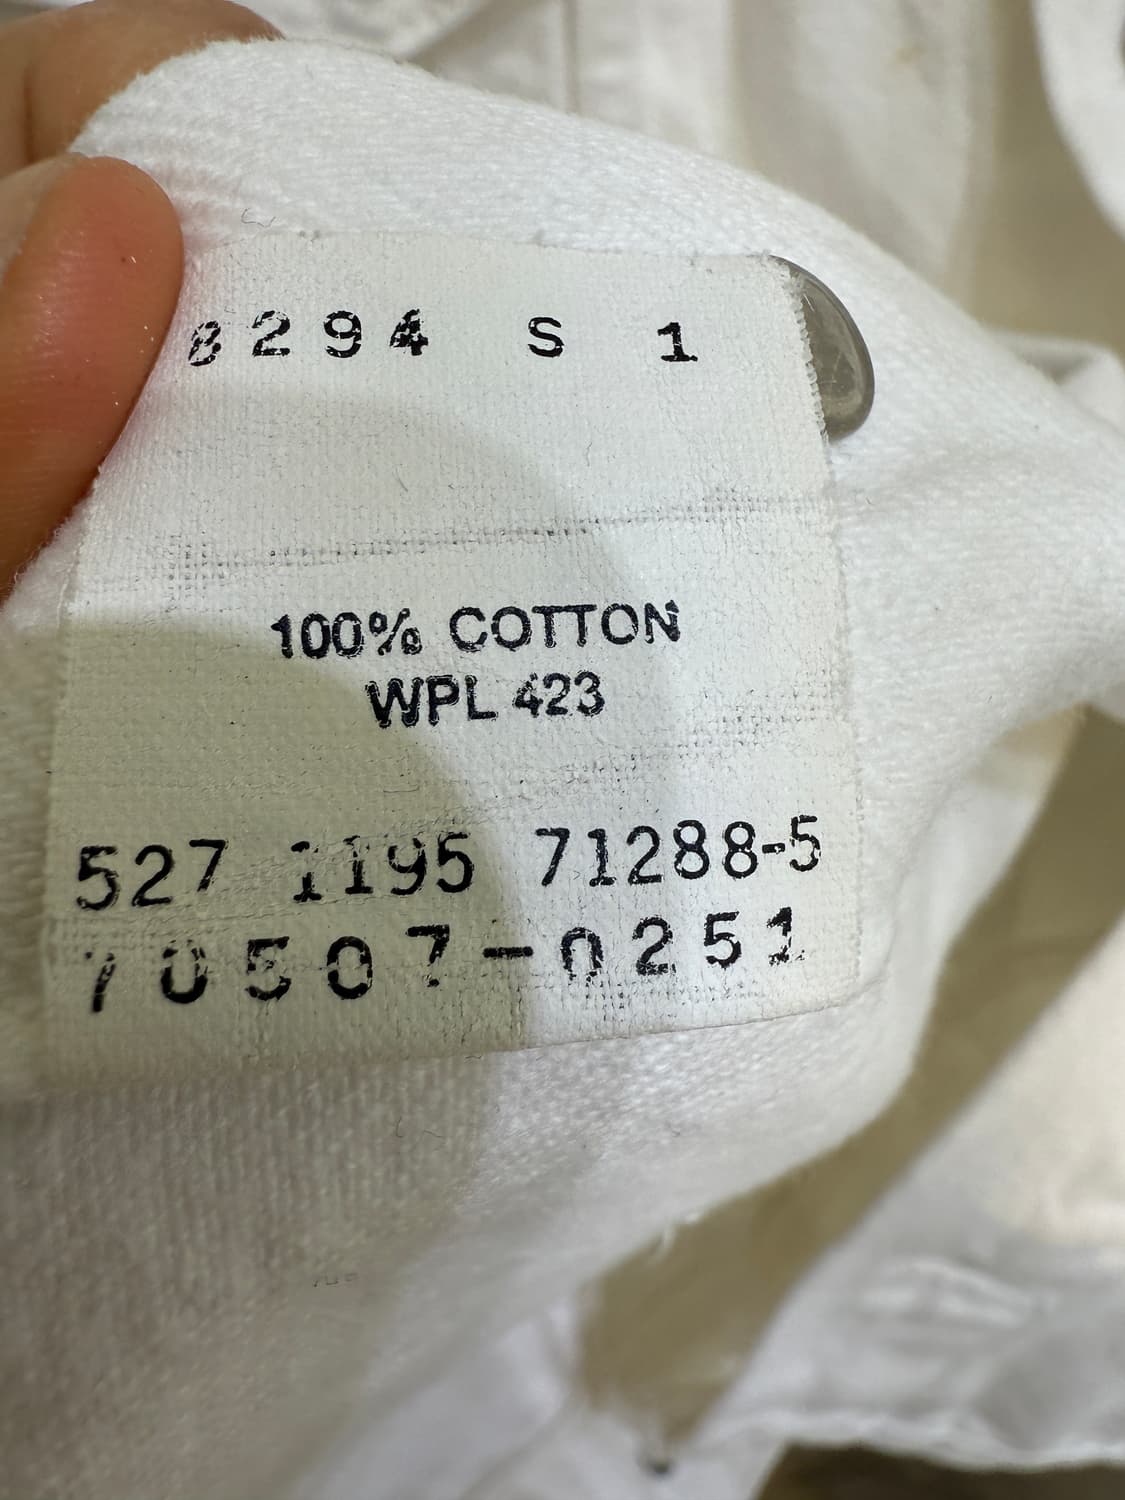 8294 S 1
100% COTTON
WPL 423
527 1195 71288-5
70507-0251